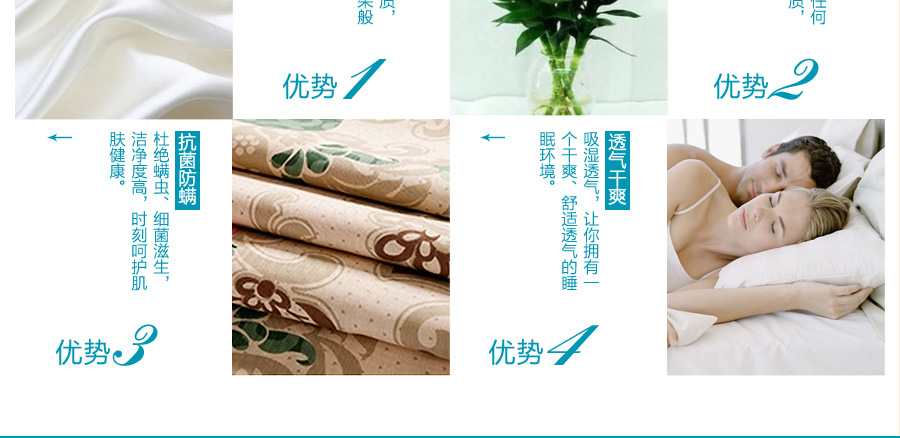 质，
果般
优势1
质，
任何
优势2
抗菌防螨
杜绝螨虫、细菌滋生，
洁净度高，时刻呵护肌
肤健康。
优势3
透气干爽
吸湿透气，让你拥有一
个干爽、舒适透气的睡
眠环境。
优势4